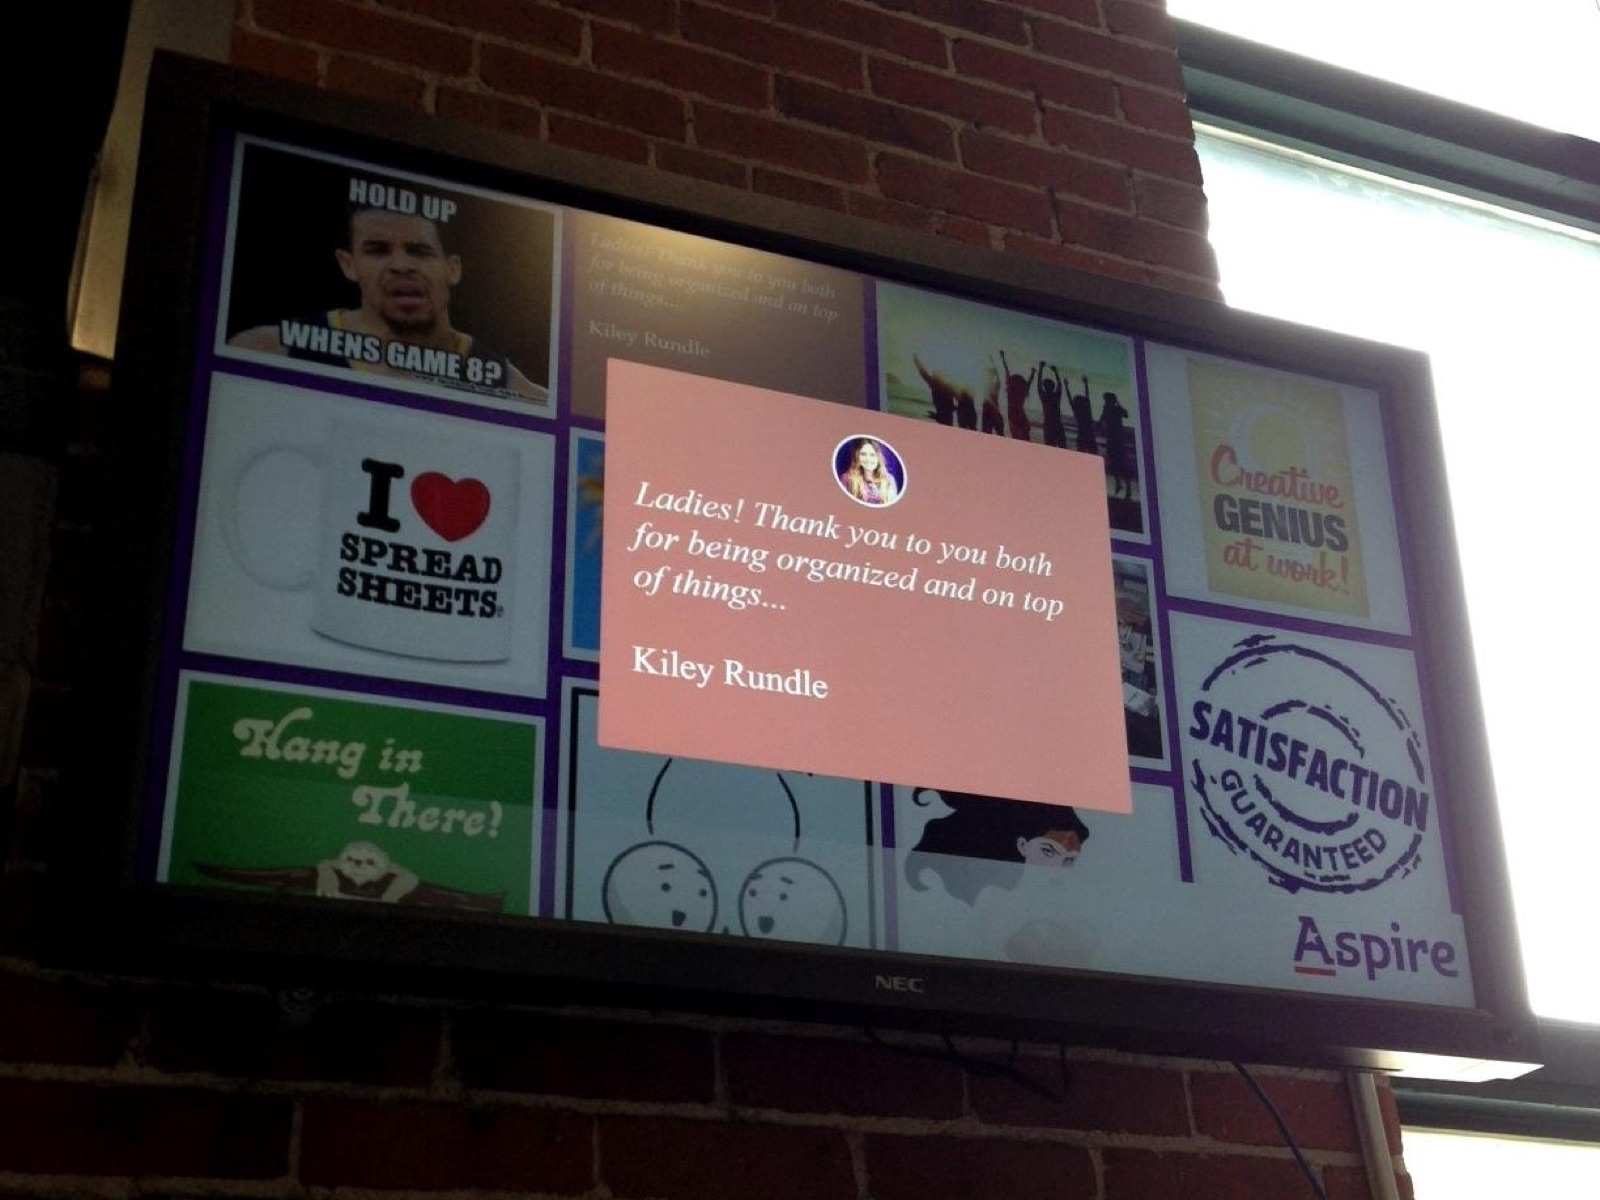 HOLD UP
WHENS GAME 8?
Ladies! Thank you to you both
for being organized and on top
of things...
Kiley Rundle
Creative
GENIUS
at work!
I
SPREAD
SHEETS
Ladies! Thank you to you both
for being organized and on top
of things...
Kiley Rundle
Hang in
There!
SATISFACTION
GUARANTEED
Aspire
NEC